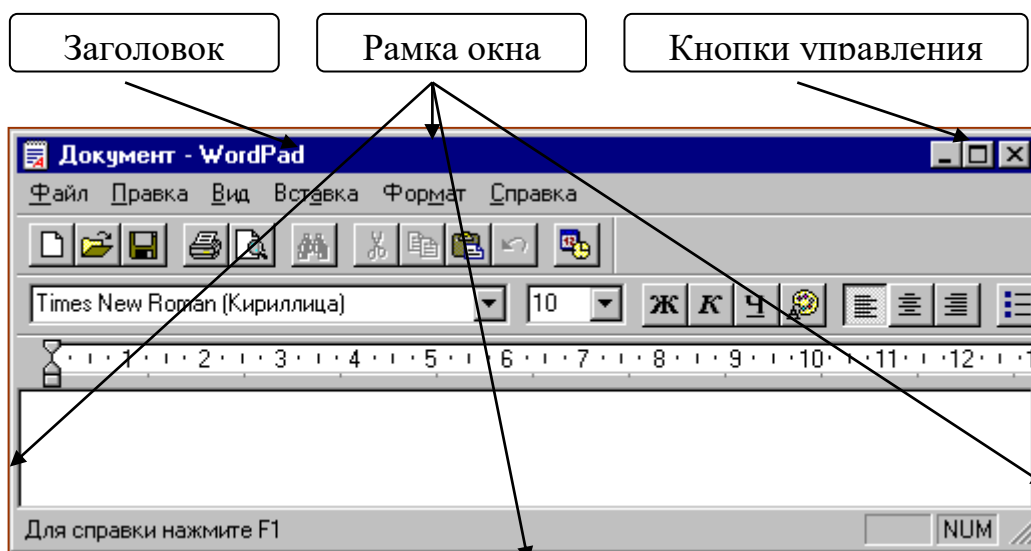 Заголовок Рамка окна Кнопки управления
Документ - WordPad
Файл Правка Вид Вставка Формат Справка
Times New Roman (Кириллица) 10 Ж К Ч
1 2 3 4 5 6 7 8 9 10 11 12
Для справки нажмите F1 NUM